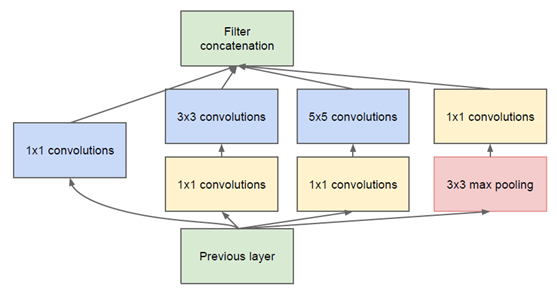 Filter
concatenation
3x3 convolutions
5x5 convolutions
1x1 convolutions
1x1 convolutions
1x1 convolutions
1x1 convolutions
3x3 max pooling
Previous layer